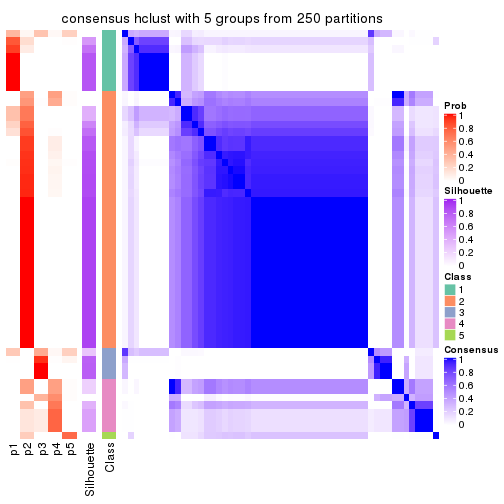 consensus hclust with 5 groups from 250 partitions
Prob
1
0.8
0.6
0.4
0.2
0
Silhouette
1
0.8
0.6
0.4
0.2
0
Class
1
2
3
4
5
Consensus
1
0.8
0.6
0.4
0.2
0
p1
p2
p3
p4
p5
Silhouette
Class